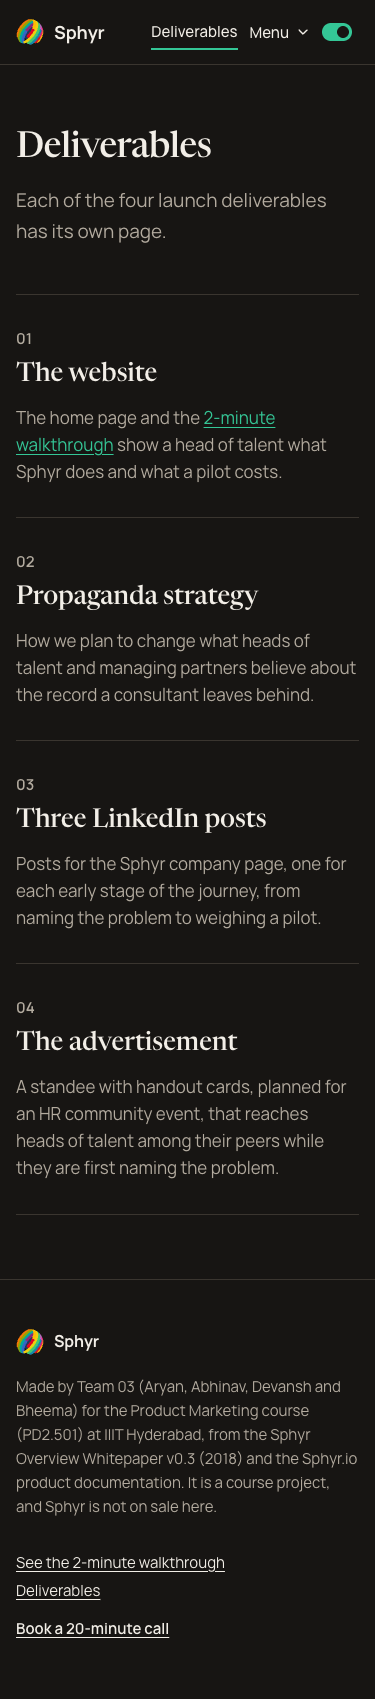 Sphyr
Deliverables
Menu
Deliverables
Each of the four launch deliverables
has its own page.
01
The website
The home page and the 2-minute
walkthrough show a head of talent what
Sphyr does and what a pilot costs.
02
Propaganda strategy
How we plan to change what heads of
talent and managing partners believe about
the record a consultant leaves behind.
03
Three LinkedIn posts
Posts for the Sphyr company page, one for
each early stage of the journey, from
naming the problem to weighing a pilot.
04
The advertisement
A standee with handout cards, planned for
an HR community event, that reaches
heads of talent among their peers while
they are first naming the problem.
Sphyr
Made by Team 03 (Aryan, Abhinav, Devansh and
Bheema) for the Product Marketing course
(PD2.501) at IIIT Hyderabad, from the Sphyr
Overview Whitepaper v0.3 (2018) and the Sphyr.io
product documentation. It is a course project,
and Sphyr is not on sale here.
See the 2-minute walkthrough
Deliverables
Book a 20-minute call